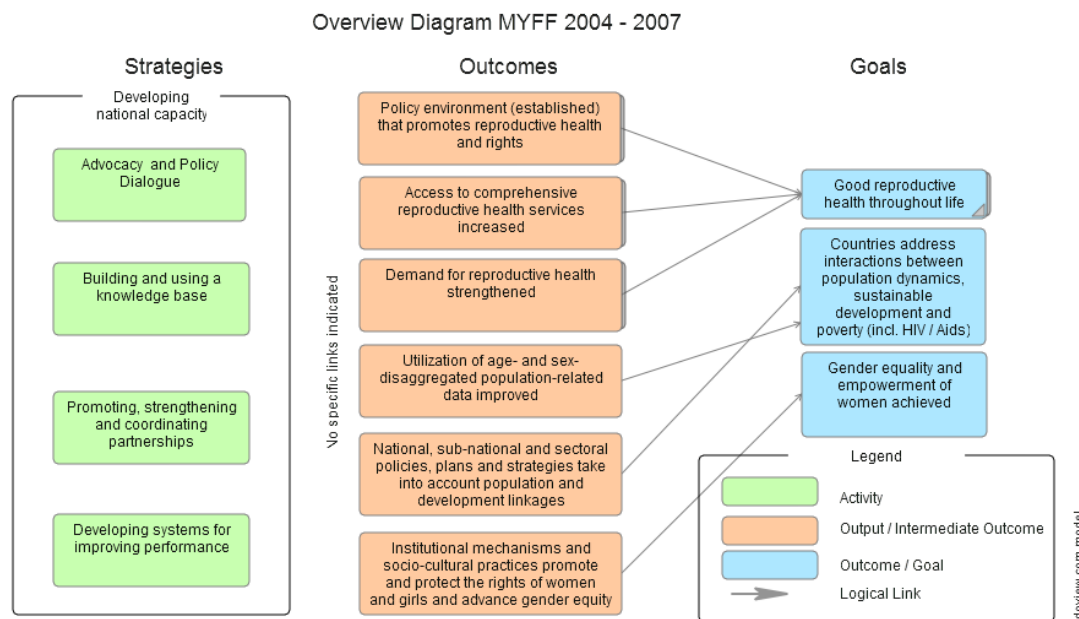 Overview Diagram MYFF 2004 - 2007
Strategies
Developing
national capacity
Advocacy and Policy
Dialogue
Building and using a
knowledge base
Promoting, strengthening
and coordinating
partnerships
Developing systems for
improving performance
No specific links indicated
Outcomes
Policy environment (established)
that promotes reproductive health
and rights
Access to comprehensive
reproductive health services
increased
Demand for reproductive health
strengthened
Utilization of age- and sex-
disaggregated population-related
data improved
National, sub-national and sectoral
policies, plans and strategies take
into account population and
development linkages
Institutional mechanisms and
socio-cultural practices promote
and protect the rights of women
and girls and advance gender equity
Goals
Good reproductive
health throughout life
Countries address
interactions between
population dynamics,
sustainable
development and
poverty (incl. HIV / Aids)
Gender equality and
empowerment of
women achieved
Legend
Activity
Output / Intermediate Outcome
Outcome / Goal
Logical Link